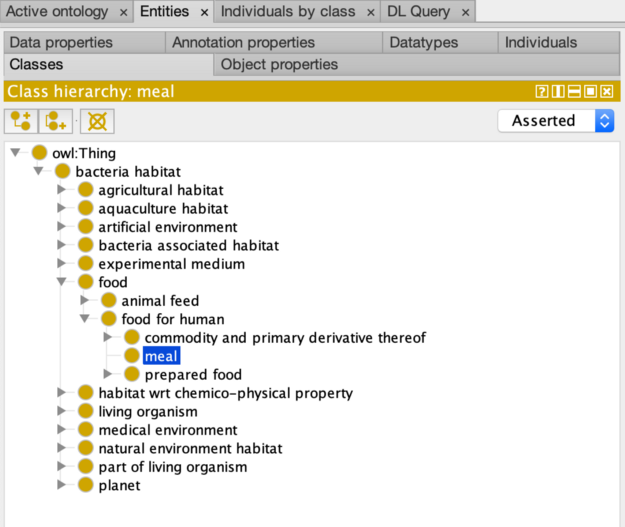 Active ontology × Entities × Individuals by class × DL Query ×
Data properties Annotation properties Datatypes Individuals
Classes Object properties
Class hierarchy: meal
Asserted
owl:Thing
bacteria habitat
agricultural habitat
aquaculture habitat
artificial environment
bacteria associated habitat
experimental medium
food
animal feed
food for human
commodity and primary derivative thereof
meal
prepared food
habitat wrt chemico-physical property
living organism
medical environment
natural environment habitat
part of living organism
planet